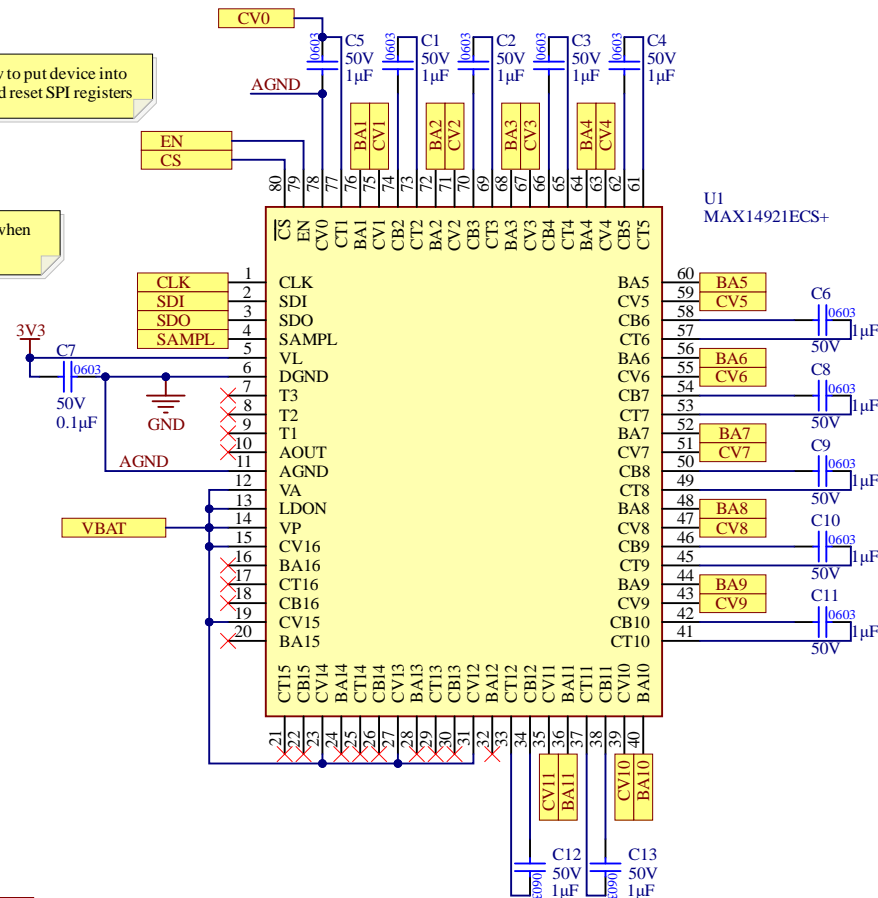 CV0
y to put device into
d reset SPI registers
when
0603
C5
50V
1µF
0603
C1
50V
1µF
0603
C2
50V
1µF
0603
C3
50V
1µF
0603
C4
50V
1µF
AGND
BA1
CV1
BA2
CV2
BA3
CV3
BA4
CV4
EN
CS
80
79
78
77
76
75
74
73
72
71
70
69
68
67
66
65
64
63
62
61
CS
EN
CV0
CT1
BA1
CV1
CB2
CT2
BA2
CV2
CB3
CT3
BA3
CV3
CB4
CT4
BA4
CV4
CB5
CT5
U1
MAX14921ECS+
CLK 1 CLK
SDI 2 SDI
SDO 3 SDO
SAMPL 4 SAMPL
3V3
5 VL
6 DGND
C7
0603
50V
0.1µF
GND
AGND
7 T3
8 T2
9 T1
10 AOUT
11 AGND
12 VA
13 LDON
VBAT 14 VP
15 CV16
16 BA16
17 CT16
18 CB16
19 CV15
20 BA15
BA5 60 BA5
CV5 59 CV5
CB6 58
CT6 57
C6
0603
1µF
50V
BA6 56 BA6
CV6 55 CV6
CB7 54
CT7 53
C8
0603
1µF
50V
BA7 52 BA7
CV7 51 CV7
CB8 50
CT8 49
C9
0603
1µF
50V
BA8 48 BA8
CV8 47 CV8
CB9 46
CT9 45
C10
0603
1µF
50V
BA9 44 BA9
CV9 43 CV9
CB10 42
CT10 41
C11
0603
1µF
50V
CT15
CB15
CV14
BA14
CT14
CB14
CV13
BA13
CT13
CB13
CV12
BA12
CT12
CB12
CV11
BA11
CT11
CB11
CV10
BA10
21
22
23
24
25
26
27
28
29
30
31
32
33
34
35
36
37
38
39
40
CV11
BA11
CV10
BA10
C12
50V
1µF
0603
C13
50V
1µF
0603